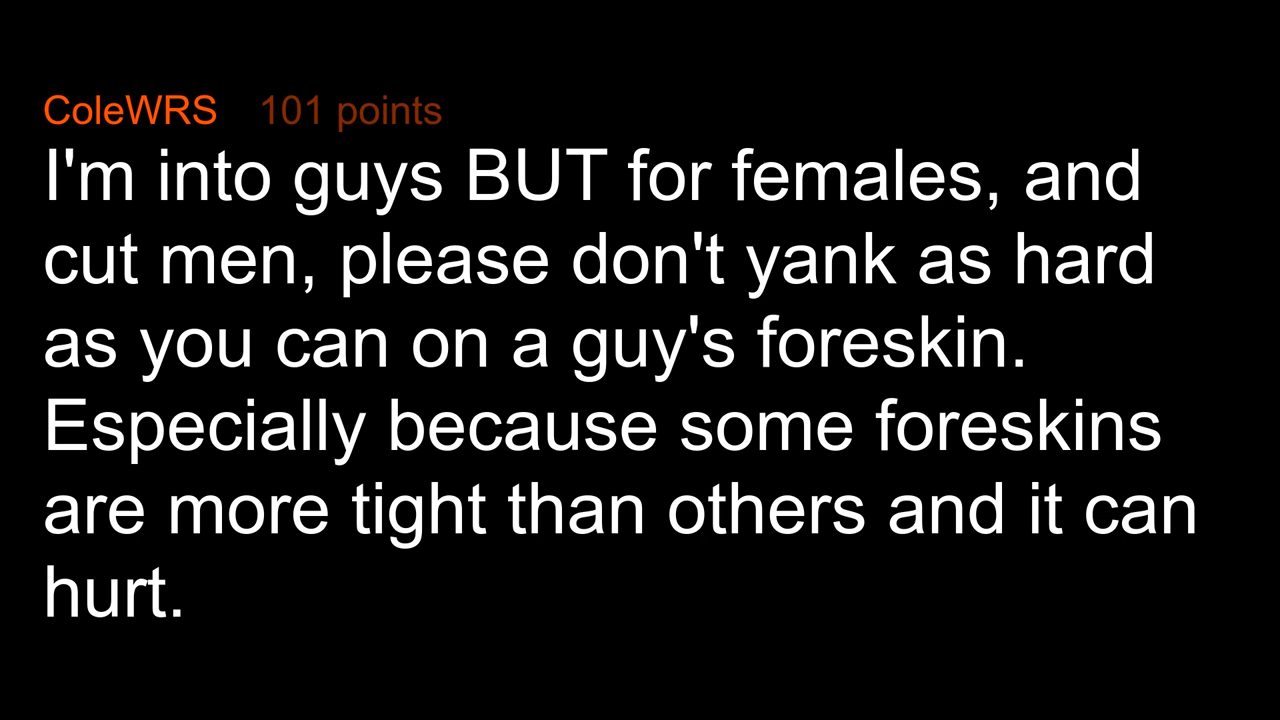 ColeWRS 101 points
I'm into guys BUT for females, and
cut men, please don't yank as hard
as you can on a guy's foreskin.
Especially because some foreskins
are more tight than others and it can
hurt.